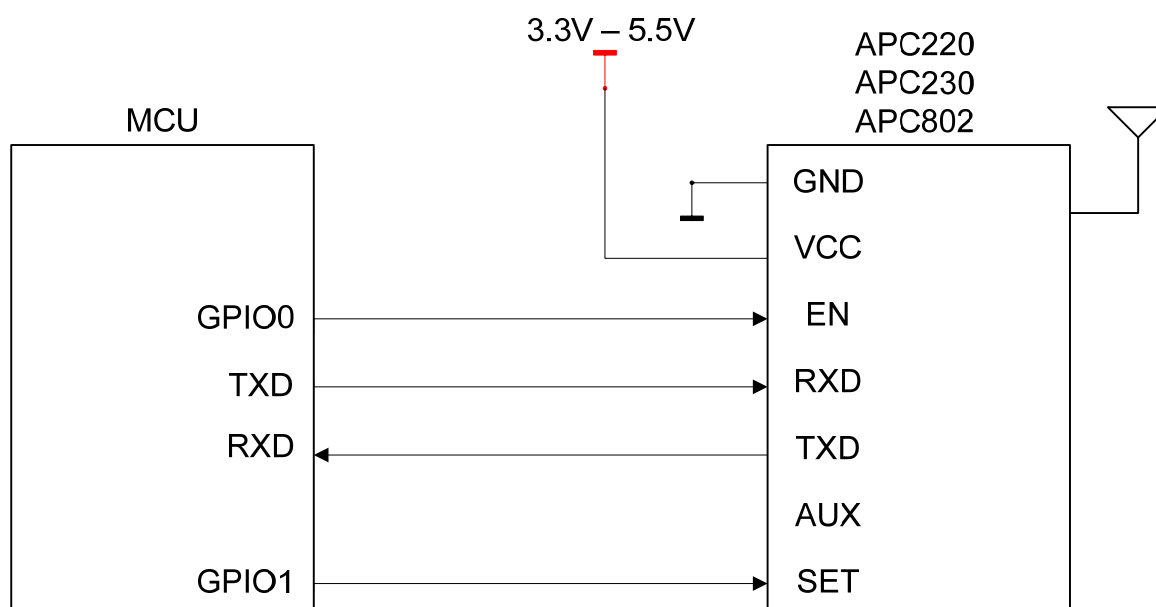 3.3V – 5.5V
APC220
APC230
APC802
MCU
GND
VCC
GPIO0
EN
TXD
RXD
RXD
TXD
AUX
GPIO1
SET